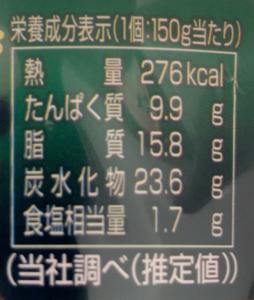 栄養成分表示(1個:150g当たり)
熱量 276kcal
たんぱく質 9.9 g
脂質 15.8 g
炭水化物 23.6 g
食塩相当量 1.7 g
(当社調べ(推定値))